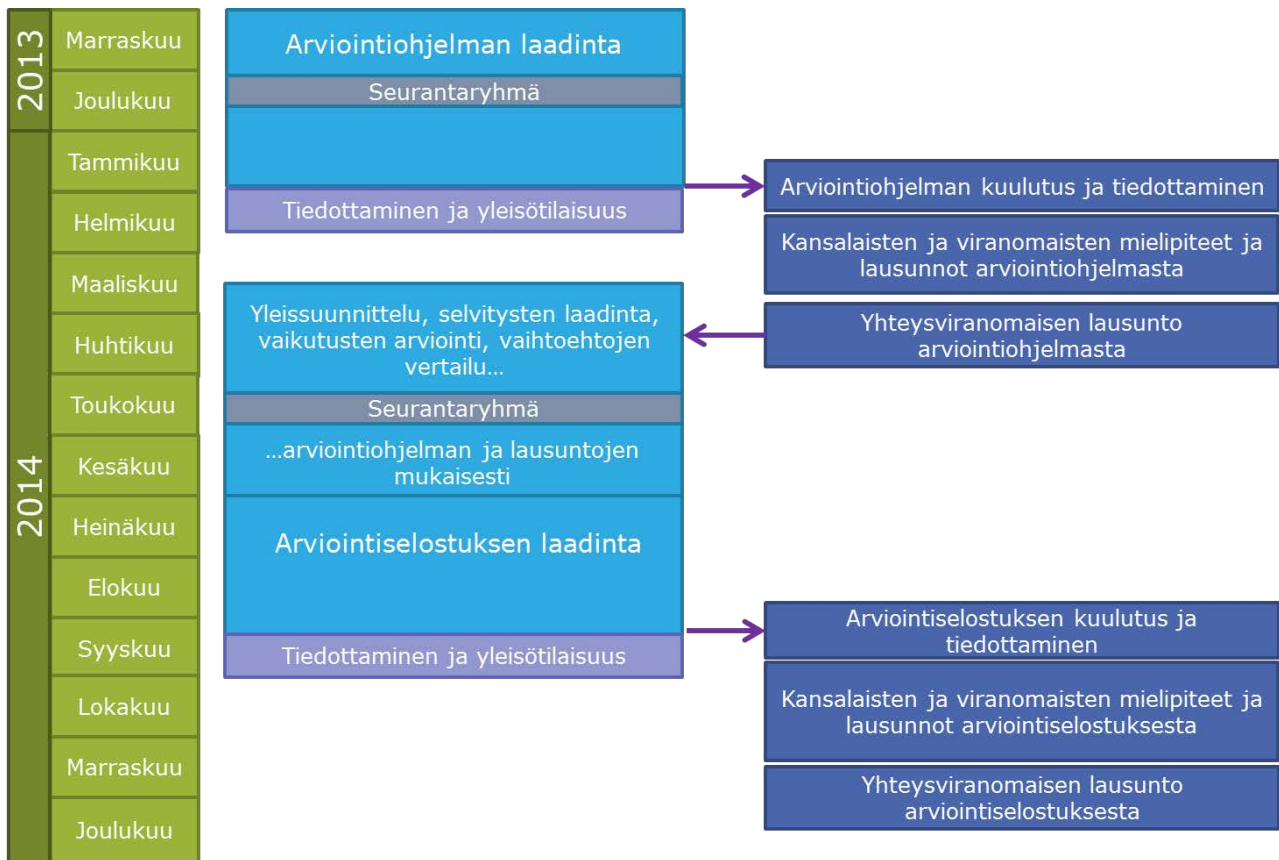 2013
Marraskuu
Joulukuu
2014
Tammikuu
Helmikuu
Maaliskuu
Huhtikuu
Toukokuu
Kesäkuu
Heinäkuu
Elokuu
Syyskuu
Lokakuu
Marraskuu
Joulukuu
Arviointiohjelman laadinta
Seurantaryhmä
Tiedottaminen ja yleisötilaisuus
Yleissuunnittelu, selvitysten laadinta,
vaikutusten arviointi, vaihtoehtojen
vertailu...
Seurantaryhmä
...arviointiohjelman ja lausuntojen
mukaisesti
Arviointiselostuksen laadinta
Tiedottaminen ja yleisötilaisuus
Arviointiohjelman kuulutus ja tiedottaminen
Kansalaisten ja viranomaisten mielipiteet ja
lausunnot arviointiohjelmasta
Yhteysviranomaisen lausunto
arviointiohjelmasta
Arviointiselostuksen kuulutus ja
tiedottaminen
Kansalaisten ja viranomaisten mielipiteet ja
lausunnot arviointiselostuksesta
Yhteysviranomaisen lausunto
arviointiselostuksesta